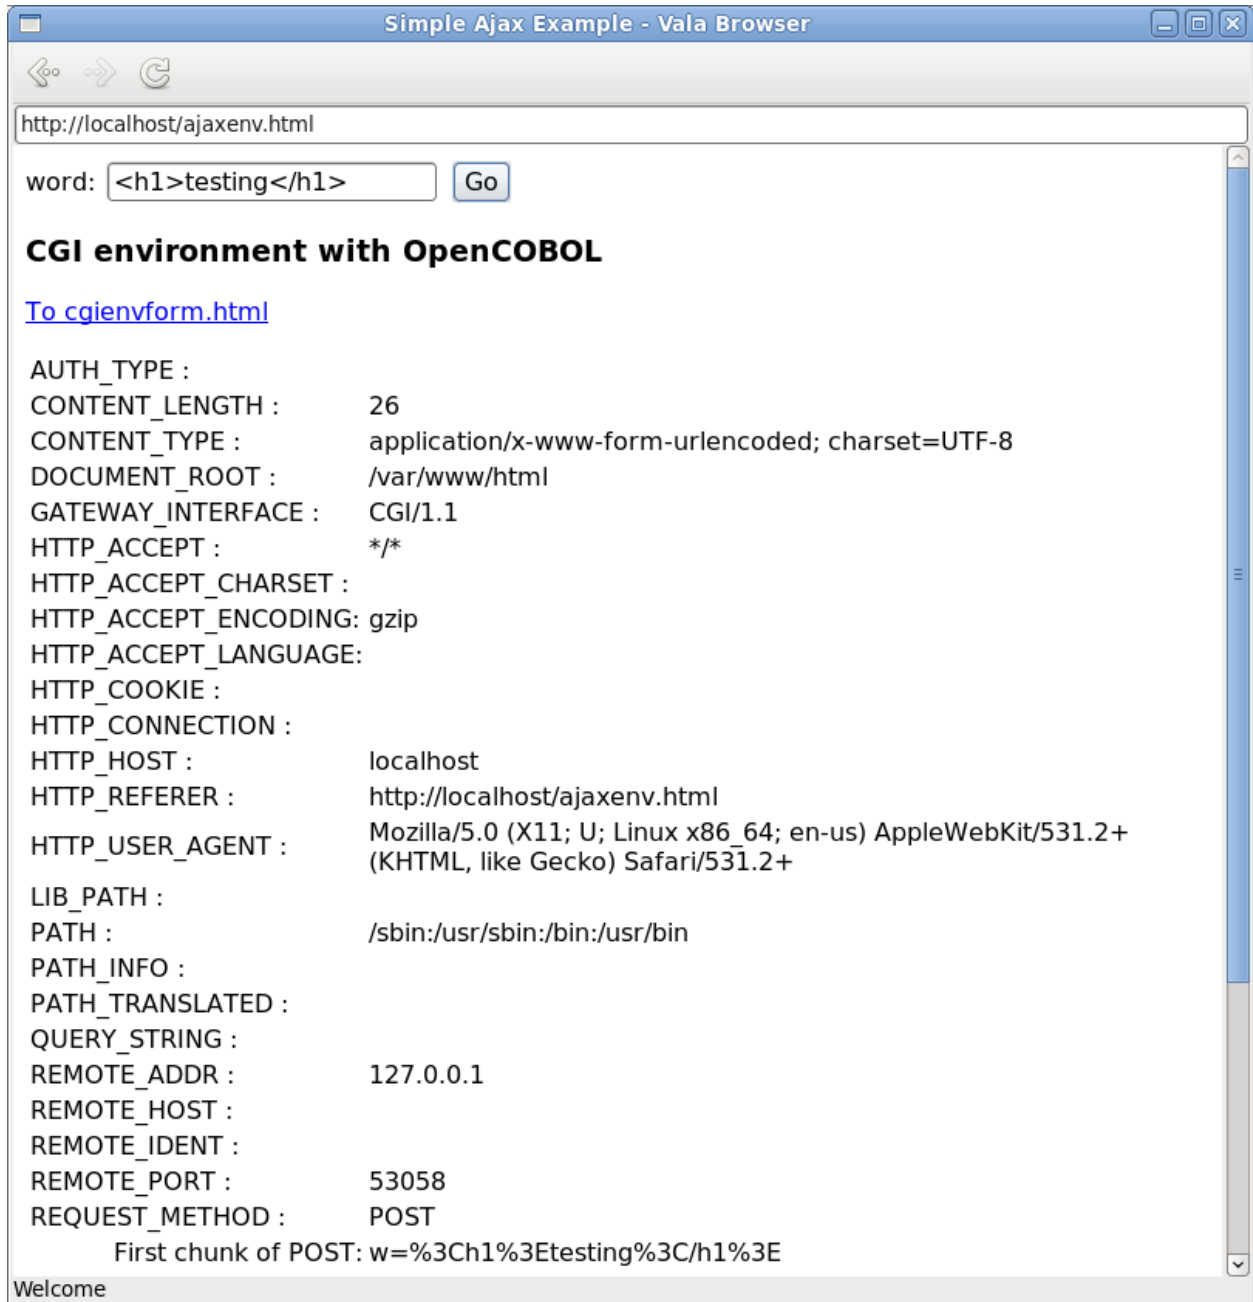 Simple Ajax Example - Vala Browser
http://localhost/ajaxenv.html
word: <h1>testing</h1> Go
CGI environment with OpenCOBOL
To cgienvform.html
AUTH_TYPE :
CONTENT_LENGTH : 26
CONTENT_TYPE : application/x-www-form-urlencoded; charset=UTF-8
DOCUMENT_ROOT : /var/www/html
GATEWAY_INTERFACE : CGI/1.1
HTTP_ACCEPT : */*
HTTP_ACCEPT_CHARSET :
HTTP_ACCEPT_ENCODING: gzip
HTTP_ACCEPT_LANGUAGE:
HTTP_COOKIE :
HTTP_CONNECTION :
HTTP_HOST : localhost
HTTP_REFERER : http://localhost/ajaxenv.html
HTTP_USER_AGENT : Mozilla/5.0 (X11; U; Linux x86_64; en-us) AppleWebKit/531.2+
(KHTML, like Gecko) Safari/531.2+
LIB_PATH :
PATH : /sbin:/usr/sbin:/bin:/usr/bin
PATH_INFO :
PATH_TRANSLATED :
QUERY_STRING :
REMOTE_ADDR : 127.0.0.1
REMOTE_HOST :
REMOTE_IDENT :
REMOTE_PORT : 53058
REQUEST_METHOD : POST
First chunk of POST: w=%3Ch1%3Etesting%3C/h1%3E
Welcome